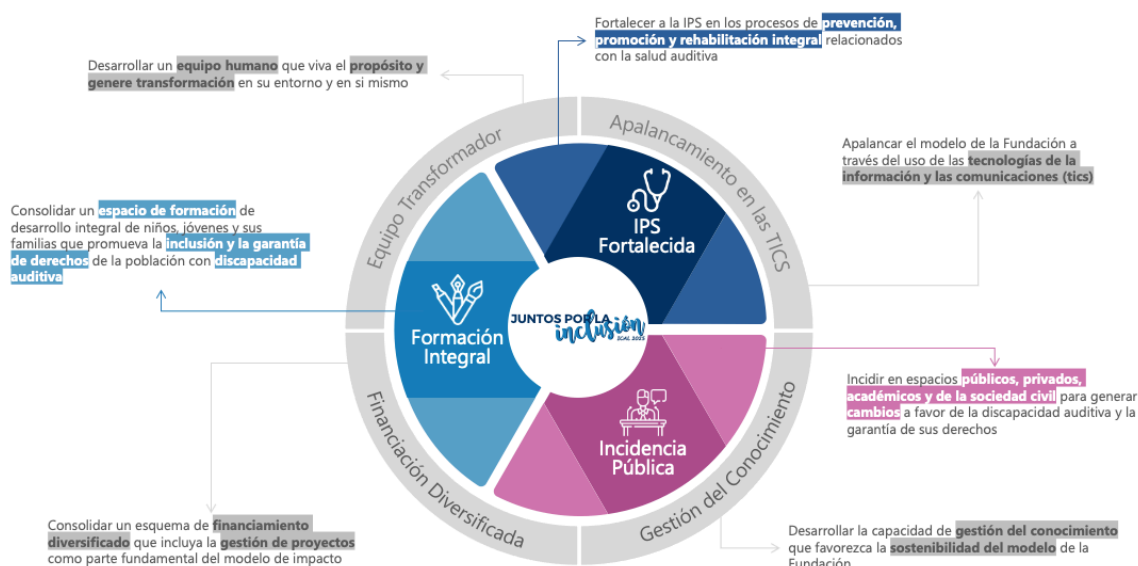 Fortalecer a la IPS en los procesos de prevención,
promoción y rehabilitación integral relacionados
con la salud auditiva
Desarrollar un equipo humano que viva el propósito y
genere transformación en su entorno y en si mismo
Equipo Transformador
Apalancamiento en las TICS
Apalancar el modelo de la Fundación a
través del uso de las tecnologías de la
información y las comunicaciones (tics)
IPS
Fortalecida
Consolidar un espacio de formación de
desarrollo integral de niños, jóvenes y sus
familias que promueva la inclusión y la garantía
de derechos de la población con discapacidad
auditiva
Formación
Integral
JUNTOS POR LA
inclusión
ICAL 2025
Incidencia
Pública
Incidir en espacios públicos, privados,
académicos y de la sociedad civil para generar
cambios a favor de la discapacidad auditiva y la
garantía de sus derechos
Financiación Diversificada
Gestión del Conocimiento
Consolidar un esquema de financiamiento
diversificado que incluya la gestión de proyectos
como parte fundamental del modelo de impacto
Desarrollar la capacidad de gestión del conocimiento
que favorezca la sostenibilidad del modelo de la
Fundación